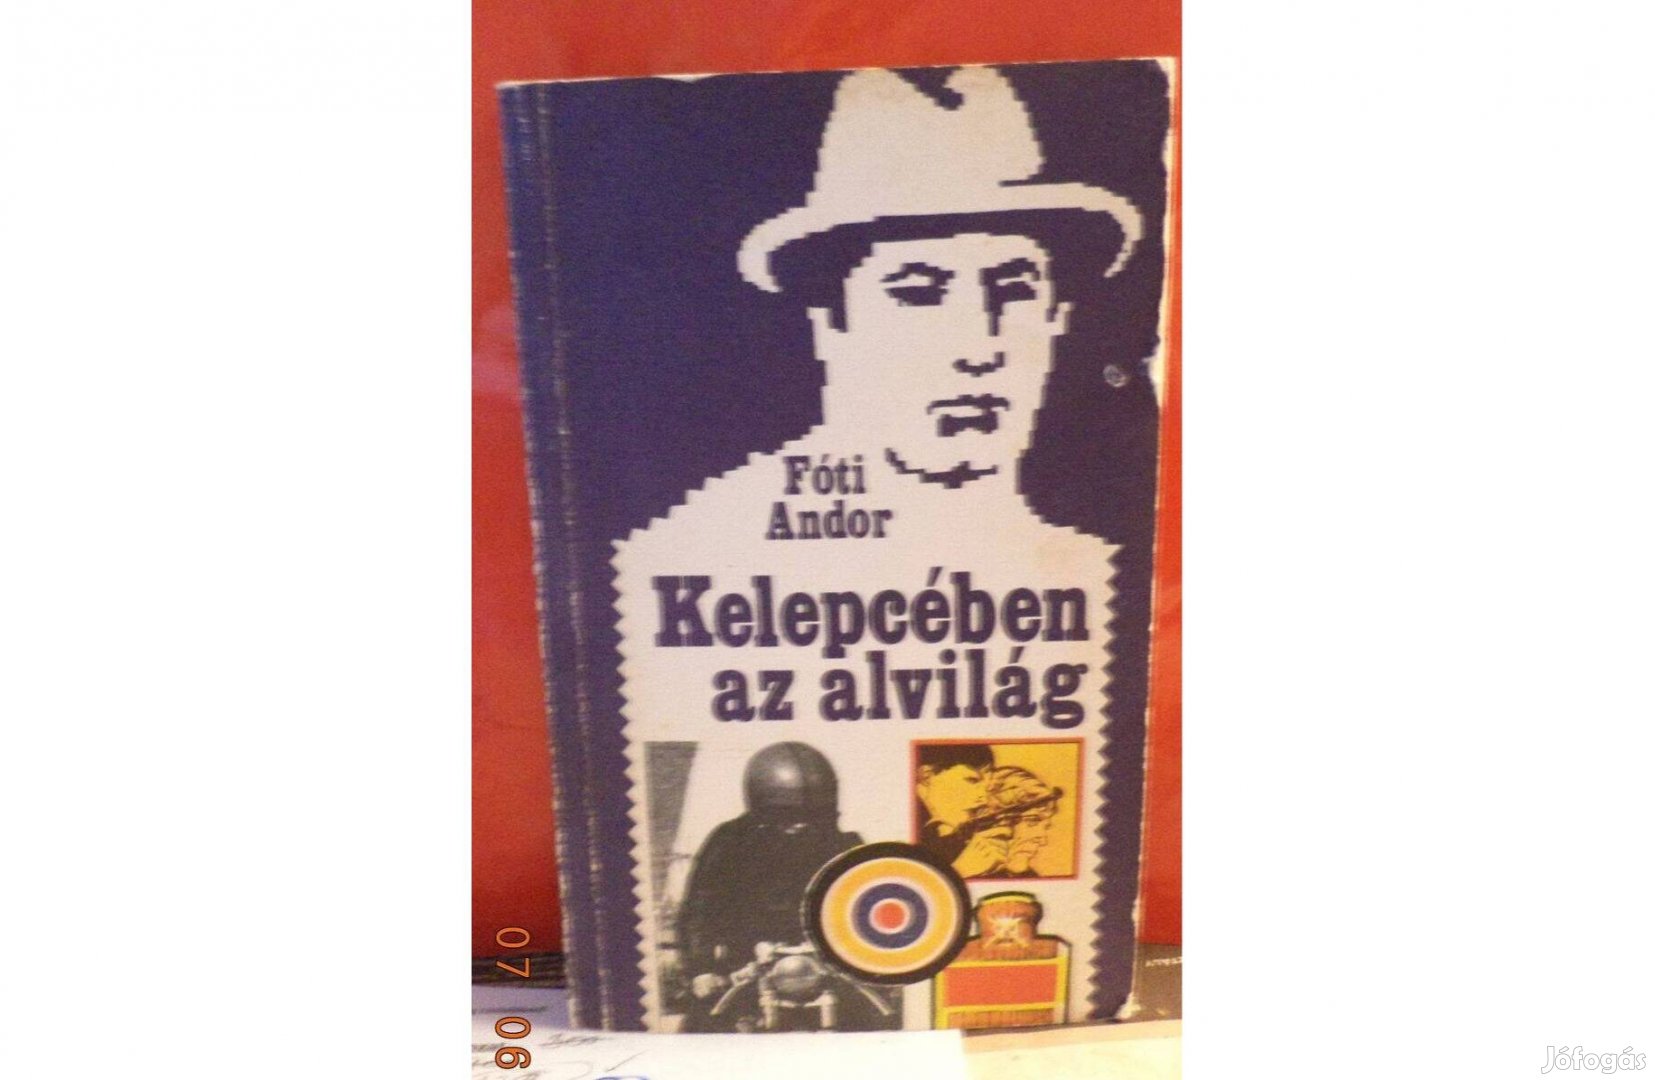 Fóti
Andor
Kelepcében
az alvilág
07 06
Jófogás